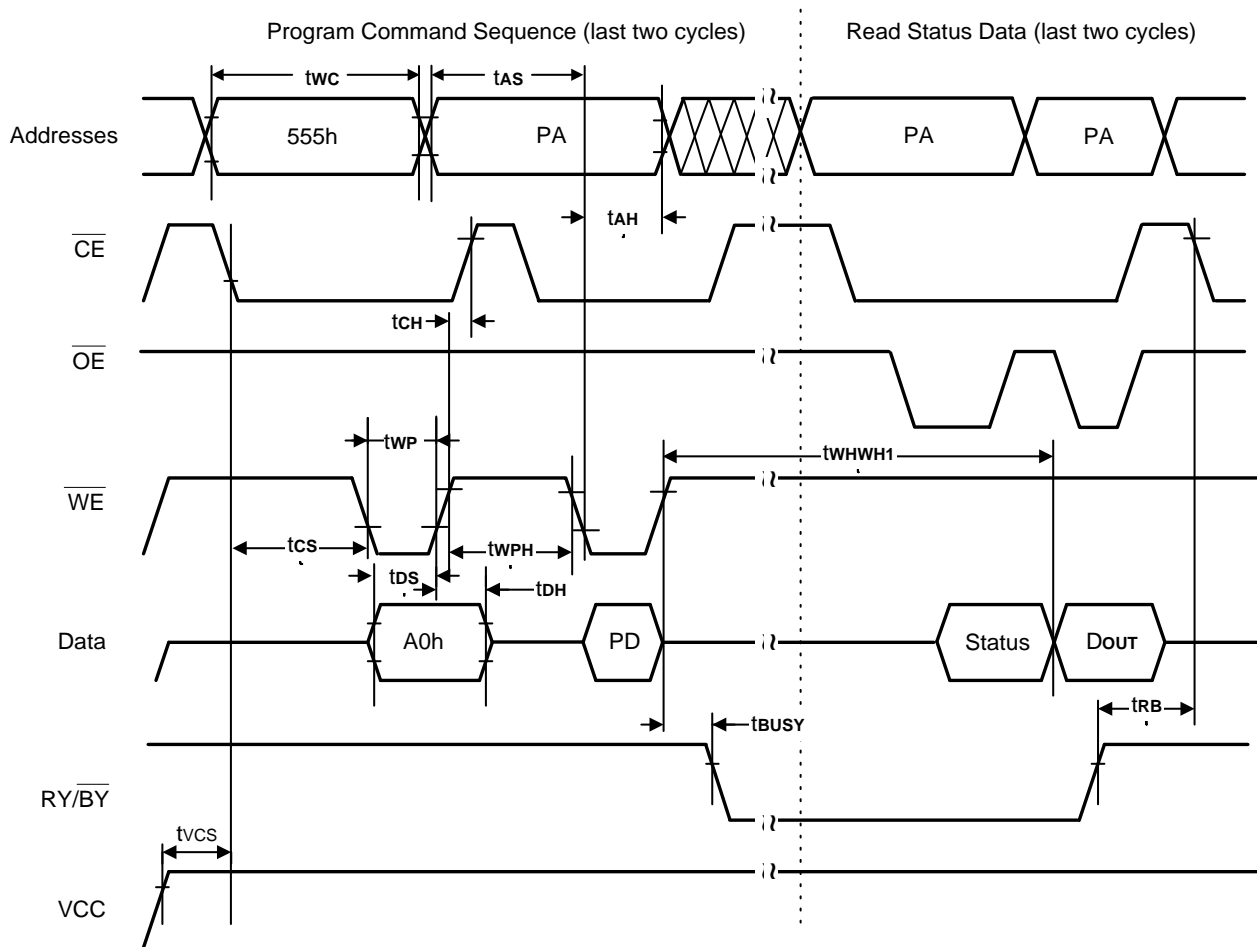 Program Command Sequence (last two cycles)
Read Status Data (last two cycles)
tWC
tAS
Addresses
555h
PA
PA
PA
tAH
CE
tCH
OE
tWP
tWHWH1
WE
tCS
tWPH
tDS
tDH
Data
A0h
PD
Status
DOUT
tBUSY
tRB
RY/BY
tVCS
VCC